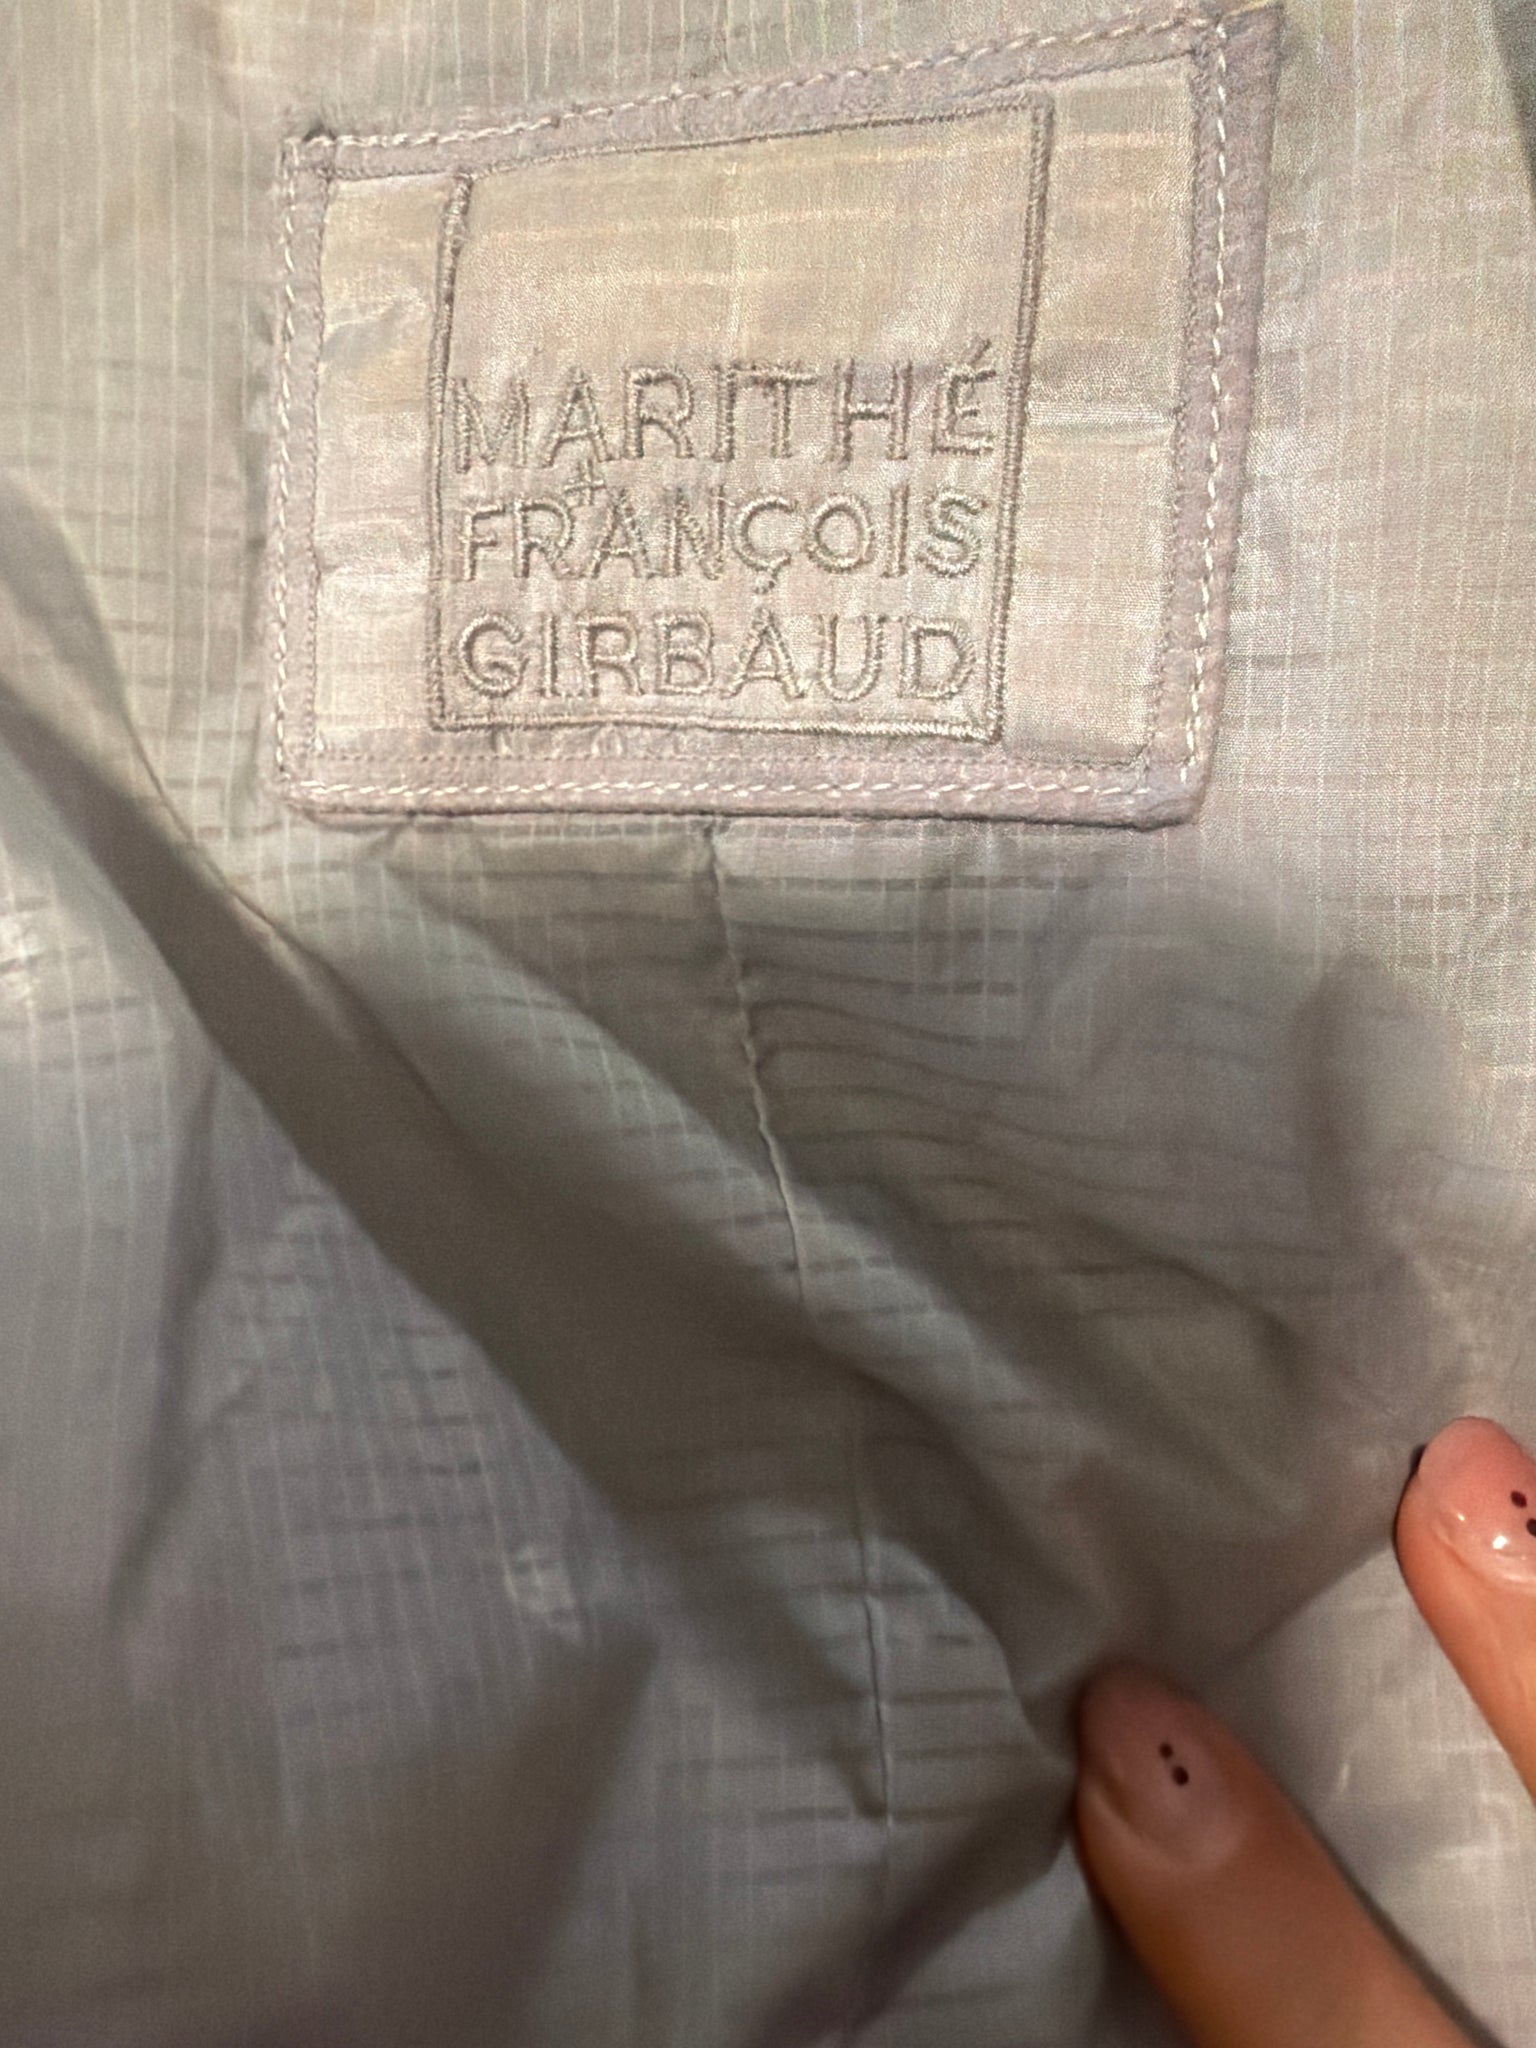 MARITHÉ
+
FRANÇOIS
GIRBAUD